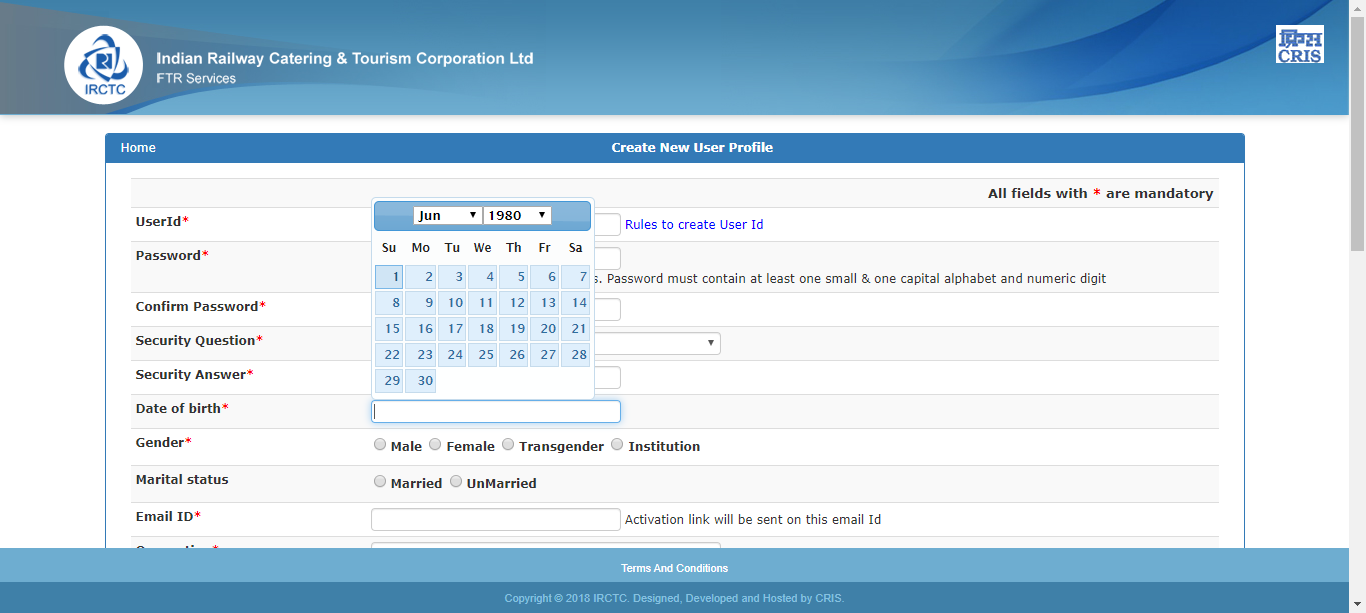 IRCTC
Indian Railway Catering & Tourism Corporation Ltd
FTR Services
क्रिस
CRIS
Home
Create New User Profile
All fields with * are mandatory
UserId*
Rules to create User Id
Password*
s. Password must contain at least one small & one capital alphabet and numeric digit
Confirm Password*
Security Question*
Security Answer*
Jun 1980
Su Mo Tu We Th Fr Sa
1 2 3 4 5 6 7
8 9 10 11 12 13 14
15 16 17 18 19 20 21
22 23 24 25 26 27 28
29 30
Date of birth*
Gender*
Male Female Transgender Institution
Marital status
Married UnMarried
Email ID*
Activation link will be sent on this email Id
Terms And Conditions
Copyright © 2018 IRCTC. Designed, Developed and Hosted by CRIS.